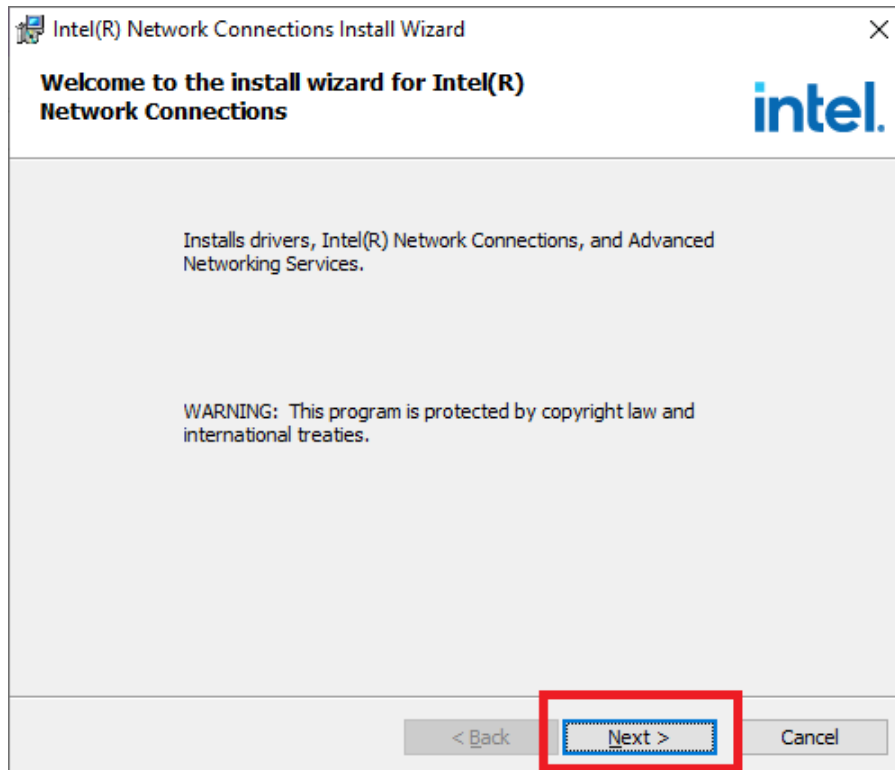 Intel(R) Network Connections Install Wizard
Welcome to the install wizard for Intel(R)
Network Connections
intel.
Installs drivers, Intel(R) Network Connections, and Advanced
Networking Services.
WARNING:  This program is protected by copyright law and
international treaties.
< Back
Next >
Cancel